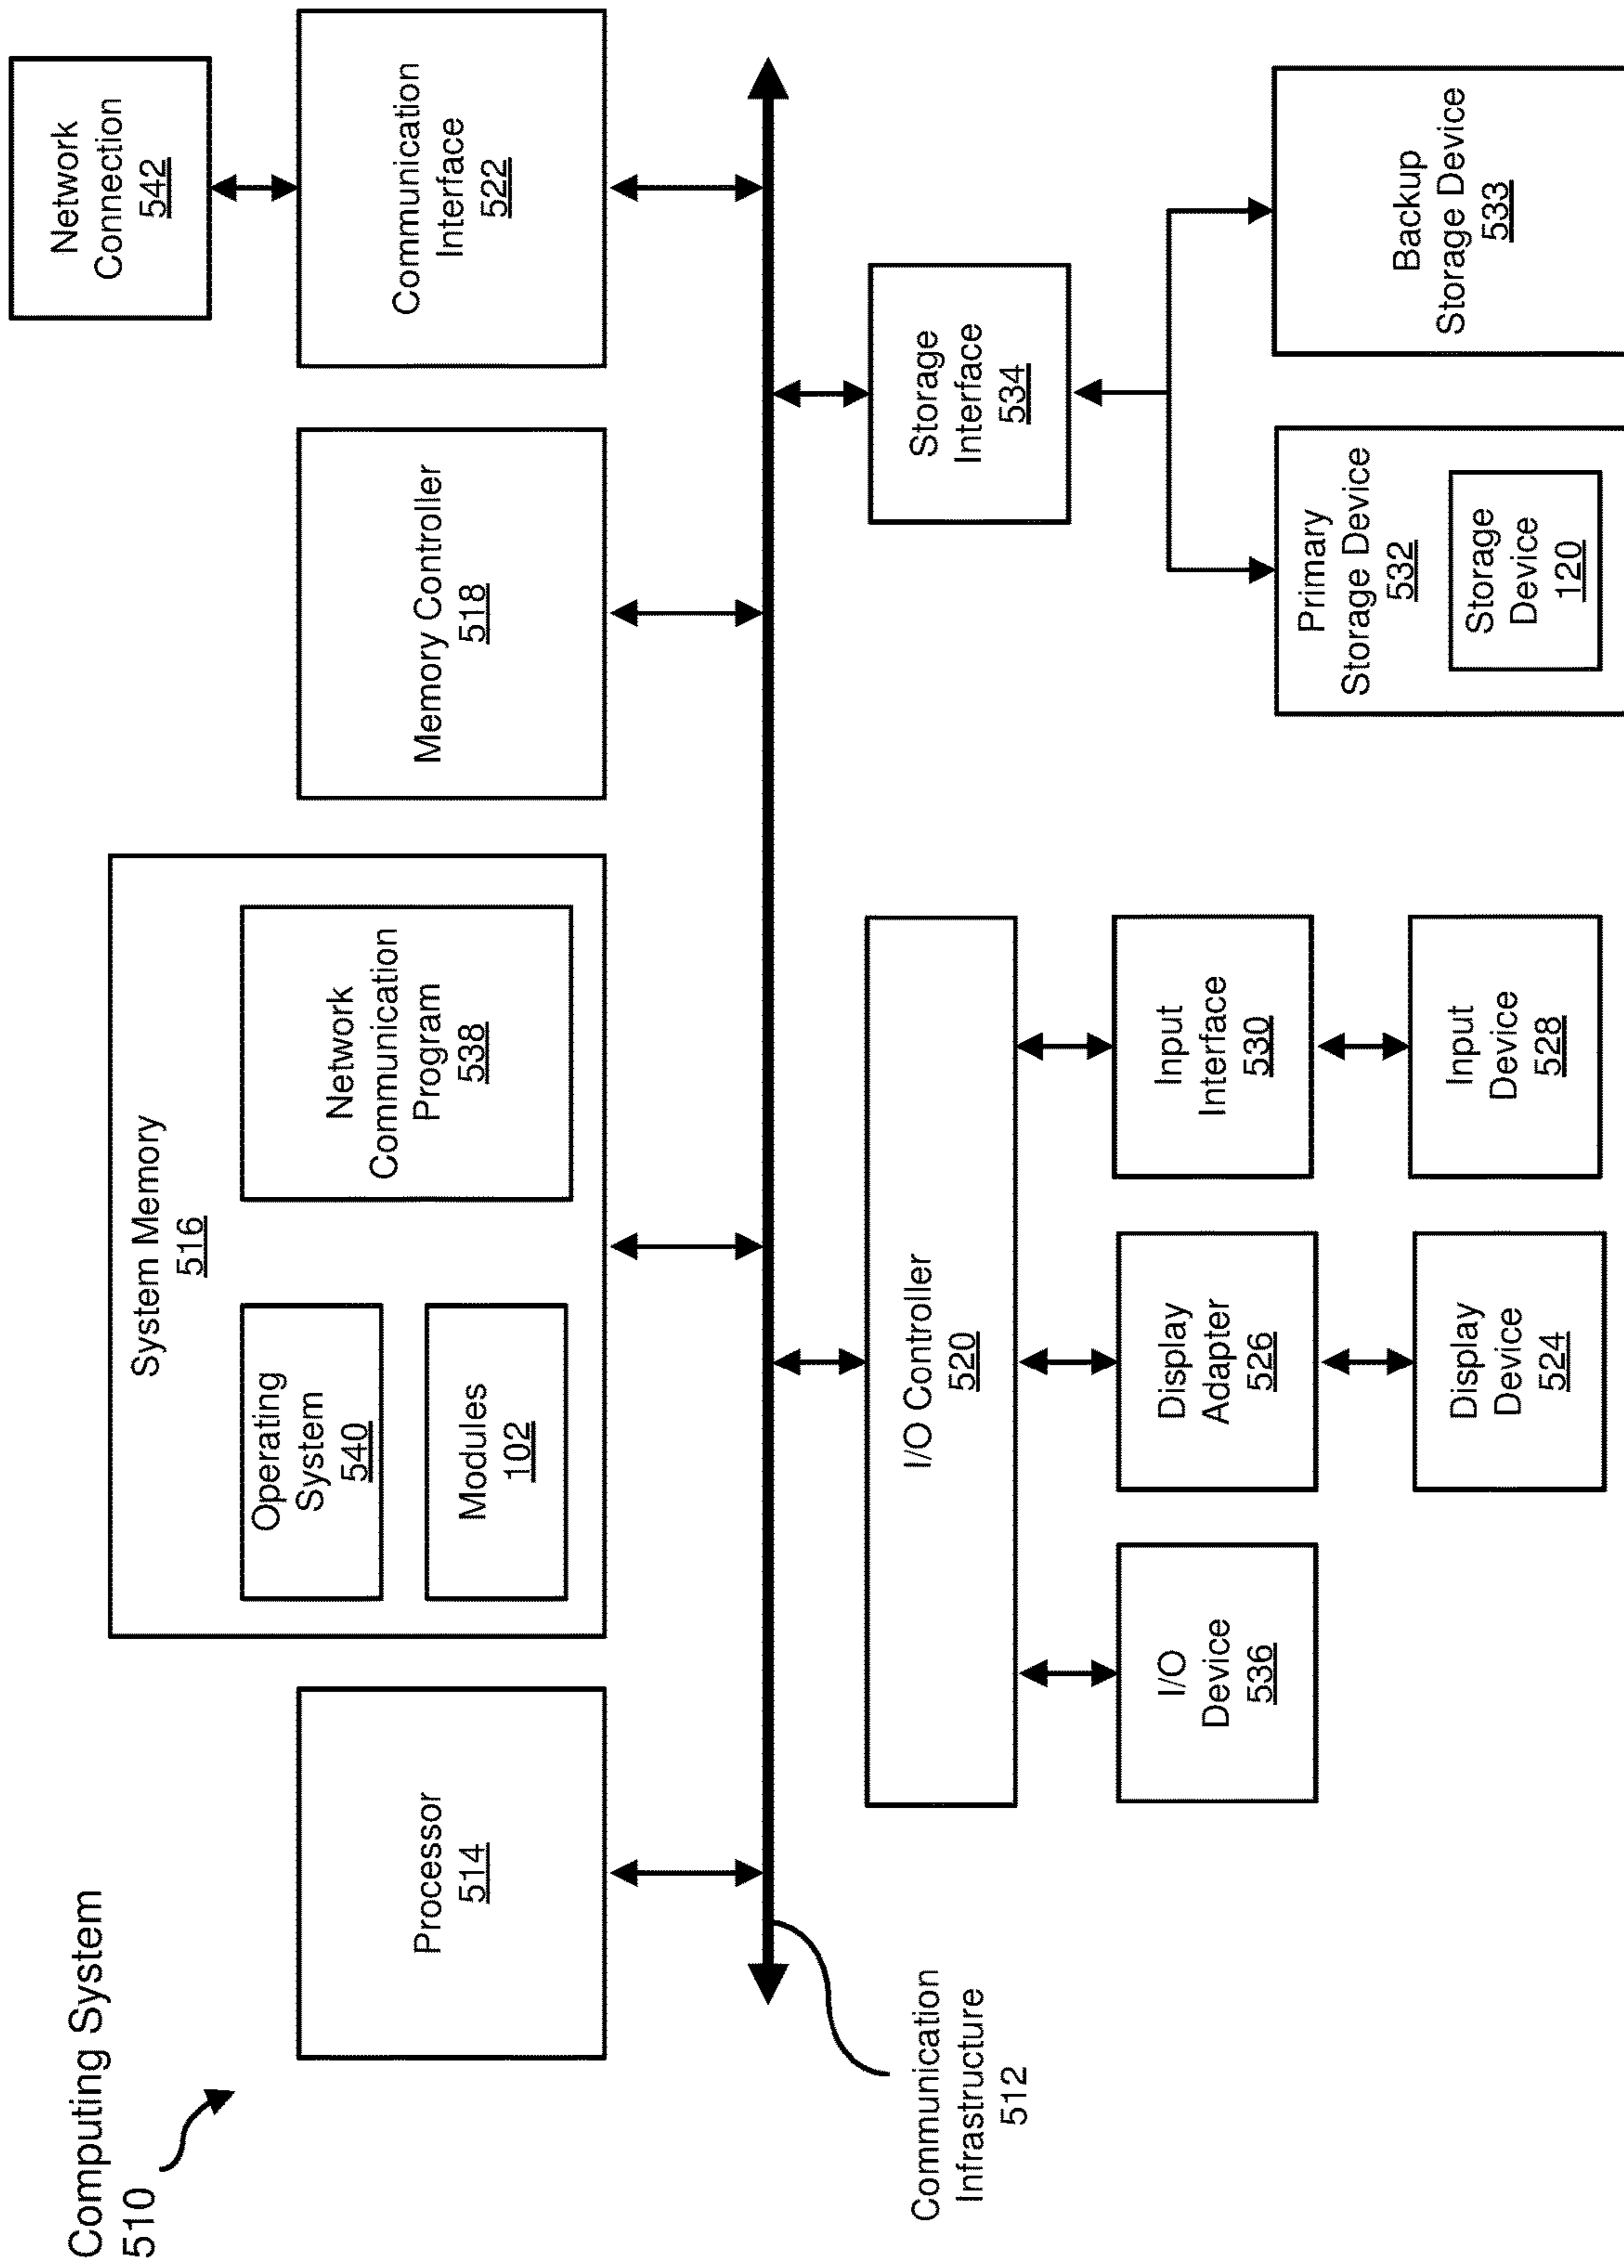 Computing System
510
Processor
514
System Memory
516
Operating
System
540
Modules
102
Network
Communication
Program
538
Memory Controller
518
Network
Connection
542
Communication
Interface
522
Communication
Infrastructure
512
I/O Controller
520
I/O
Device
536
Display
Adapter
526
Display
Device
524
Input
Interface
530
Input
Device
528
Storage
Interface
534
Primary
Storage Device
532
Storage
Device
120
Backup
Storage Device
533